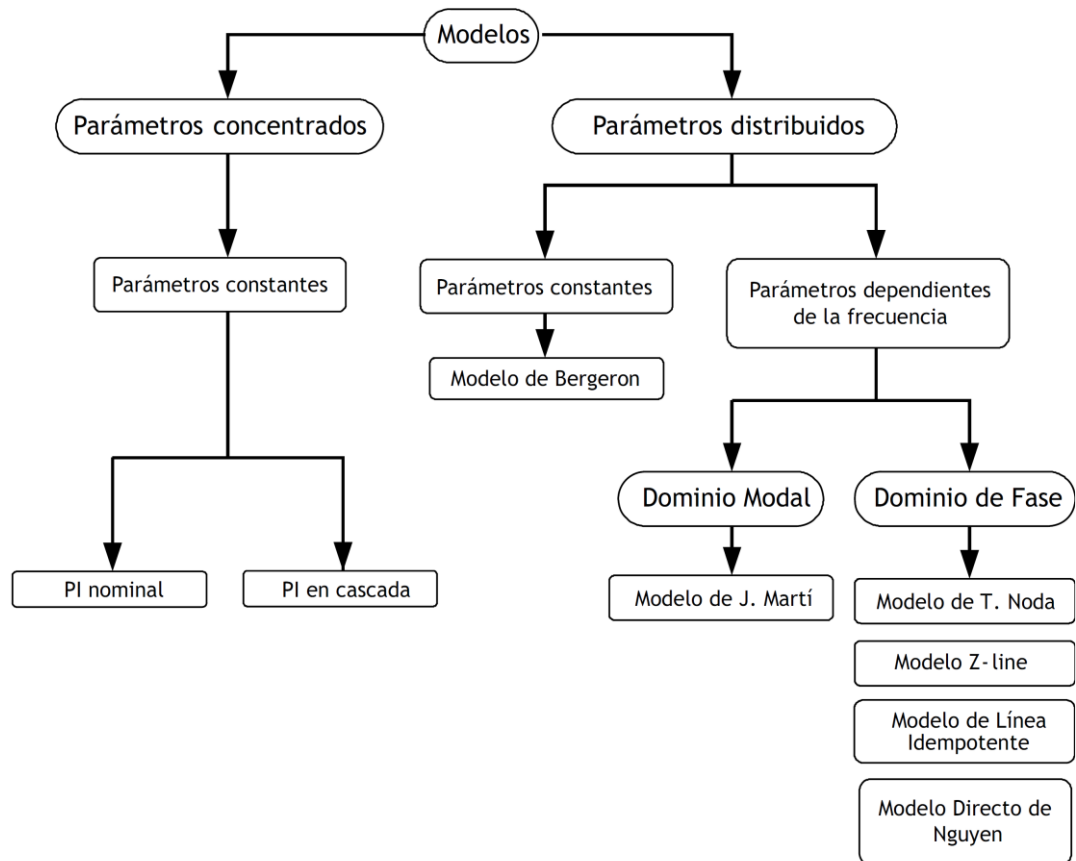 Modelos
Parámetros concentrados
Parámetros distribuidos
Parámetros constantes
Parámetros constantes
Parámetros dependientes
de la frecuencia
Modelo de Bergeron
Dominio Modal
Dominio de Fase
PI nominal
PI en cascada
Modelo de J. Martí
Modelo de T. Noda
Modelo Z-line
Modelo de Línea
Idempotente
Modelo Directo de
Nguyen